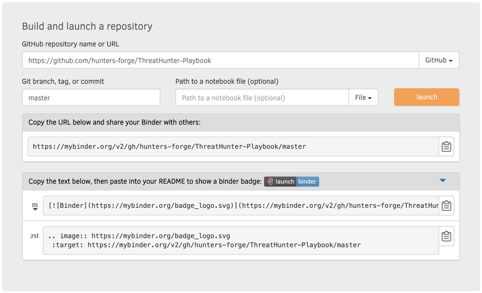 Build and launch a repository
GitHub repository name or URL
https://github.com/hunters-forge/ThreatHunter-Playbook
GitHub
Git branch, tag, or commit
Path to a notebook file (optional)
master
Path to a notebook file (optional)
File
launch
Copy the URL below and share your Binder with others:
https://mybinder.org/v2/gh/hunters-forge/ThreatHunter-Playbook/master
Copy the text below, then paste into your README to show a binder badge: launch binder
m
[![Binder](https://mybinder.org/badge_logo.svg)](https://mybinder.org/v2/gh/hunters-forge/ThreatHunt
.rst
.. image:: https://mybinder.org/badge_logo.svg
:target: https://mybinder.org/v2/gh/hunters-forge/ThreatHunter-Playbook/master